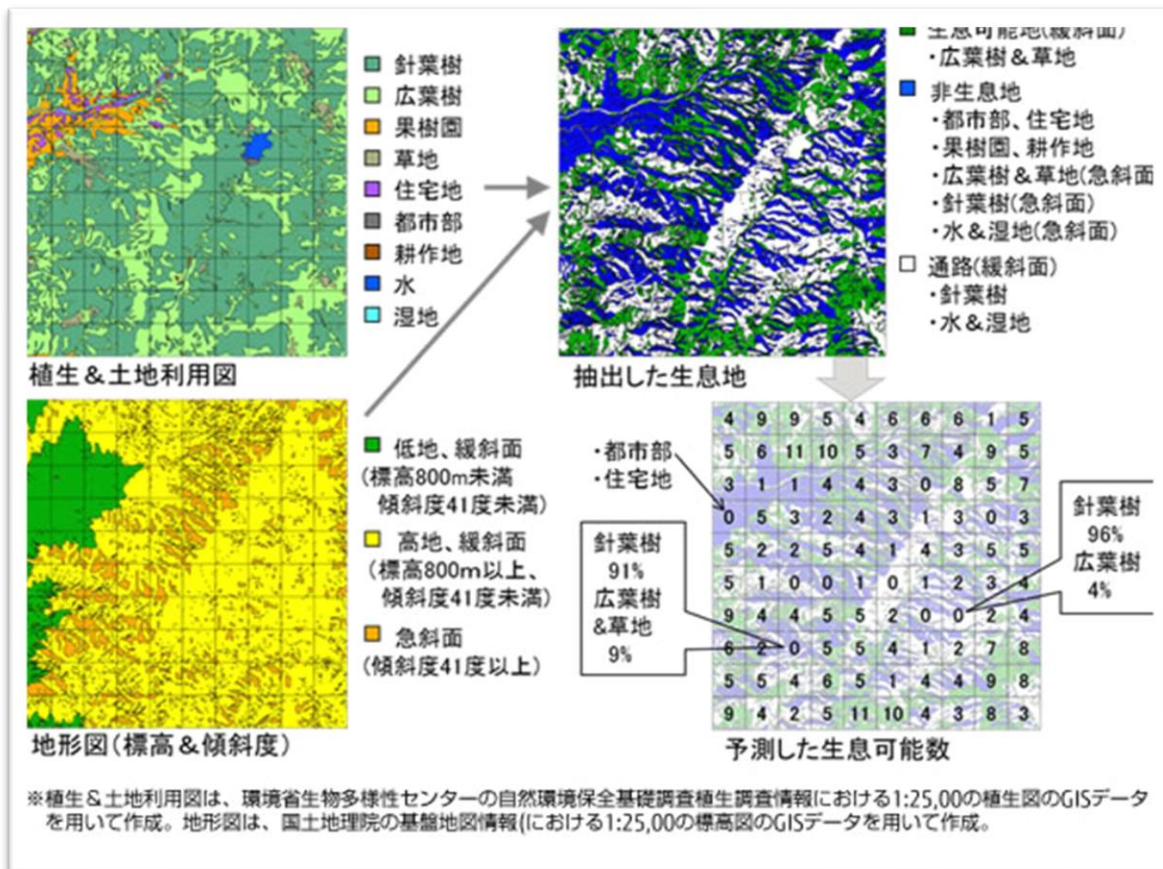 針葉樹
広葉樹
果樹園
草地
住宅地
都市部
耕作地
水
湿地
植生&土地利用図
生息可能地(緩斜面)
・広葉樹&草地
非生息地
・都市部、住宅地
・果樹園、耕作地
・広葉樹&草地(急斜面
・針葉樹(急斜面)
・水&湿地(急斜面)
通路(緩斜面)
・針葉樹
・水&湿地
抽出した生息地
低地、緩斜面
(標高800m未満
傾斜度41度未満)
高地、緩斜面
(標高800m以上、
傾斜度41度未満)
急斜面
(傾斜度41度以上)
地形図(標高&傾斜度)
・都市部
・住宅地
針葉樹
91%
広葉樹
&草地
9%
4 9 9 5 4 6 6 6 1 5
5 6 11 10 5 3 7 4 9 5
3 1 1 4 4 3 0 8 5 7
0 5 3 2 4 3 1 3 0 3
5 2 2 5 4 1 4 3 5 5
5 1 0 0 1 0 1 2 3 4
9 4 4 5 5 2 0 0 2 4
6 2 0 5 5 4 1 2 7 8
5 5 4 6 5 1 4 4 9 8
9 4 2 5 11 10 4 3 8 3
針葉樹
96%
広葉樹
4%
予測した生息可能数
※植生&土地利用図は、環境省生物多様性センターの自然環境保全基礎調査植生調査情報における1:25,00の植生図のGISデータ
を用いて作成。地形図は、国土地理院の基盤地図情報(における1:25,00の標高図のGISデータを用いて作成。